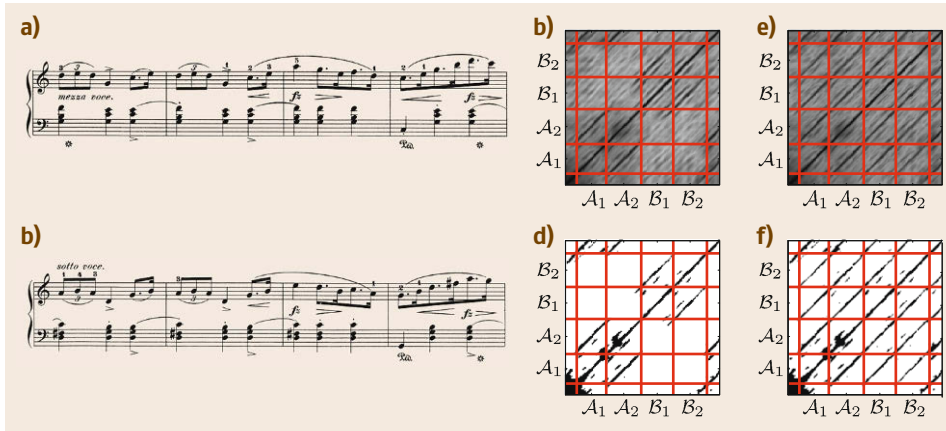 a)
mezza voce.
fz
fz
Ped.
b)
B₂
B₁
A₂
A₁
A₁ A₂ B₁ B₂
e)
B₂
B₁
A₂
A₁
A₁ A₂ B₁ B₂
b)
sotto voce.
fz
fz
Ped.
d)
B₂
B₁
A₂
A₁
A₁ A₂ B₁ B₂
f)
B₂
B₁
A₂
A₁
A₁ A₂ B₁ B₂